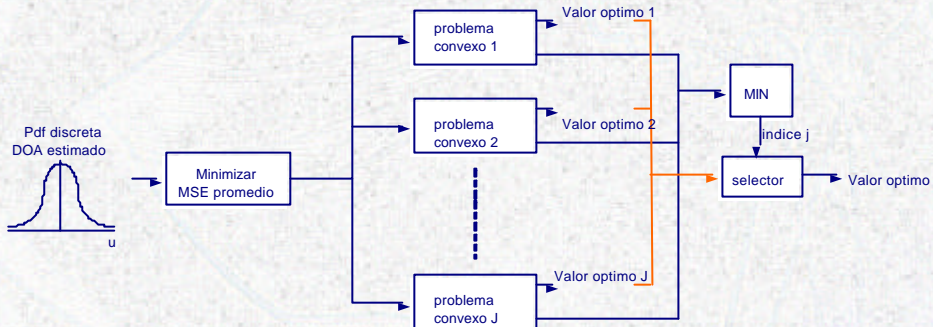 Pdf discreta
DOA estimado
u
Minimizar
MSE promedio
problema
convexo 1
Valor optimo 1
problema
convexo 2
Valor optimo 2
problema
convexo J
Valor optimo J
MIN
indice j
selector
Valor optimo